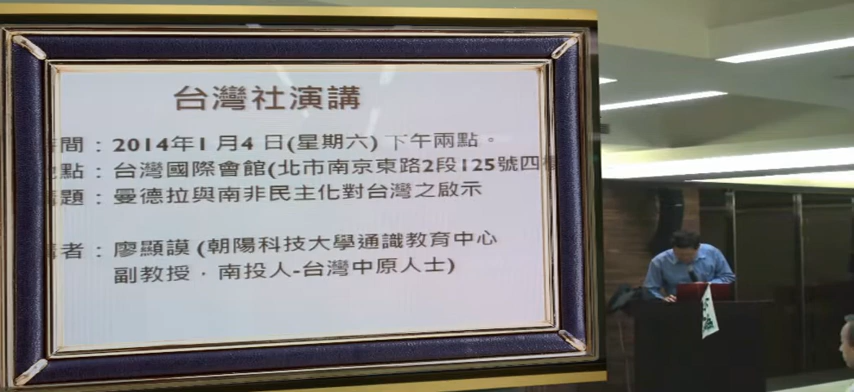 台灣社演講
間：2014年1月4日(星期六)下午兩點。
點：台灣國際會館(北市南京東路2段125號四樓
題：曼德拉與南非民主化對台灣之啟示
者：廖顯謨(朝陽科技大學通識教育中心
副教授．南投人-台灣中原人士)